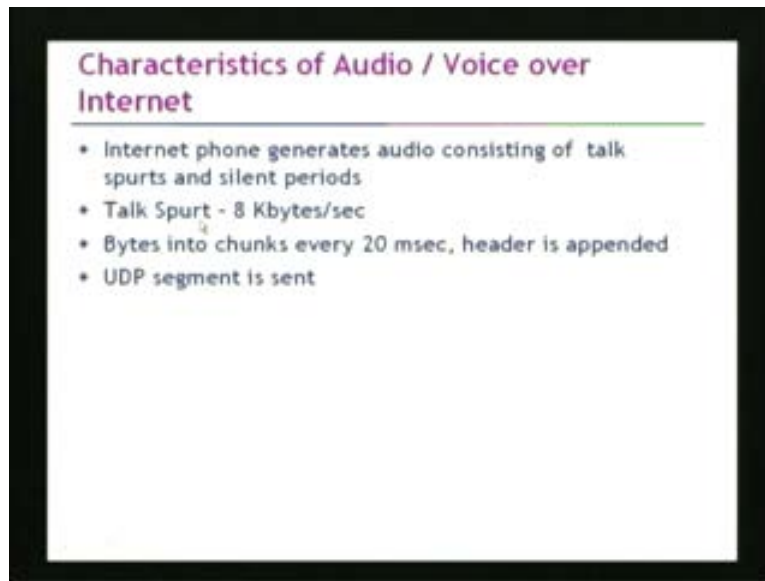 Characteristics of Audio / Voice over
Internet
• Internet phone generates audio consisting of talk
spurts and silent periods
• Talk Spurt - 8 Kbytes/sec
• Bytes into chunks every 20 msec, header is appended
• UDP segment is sent